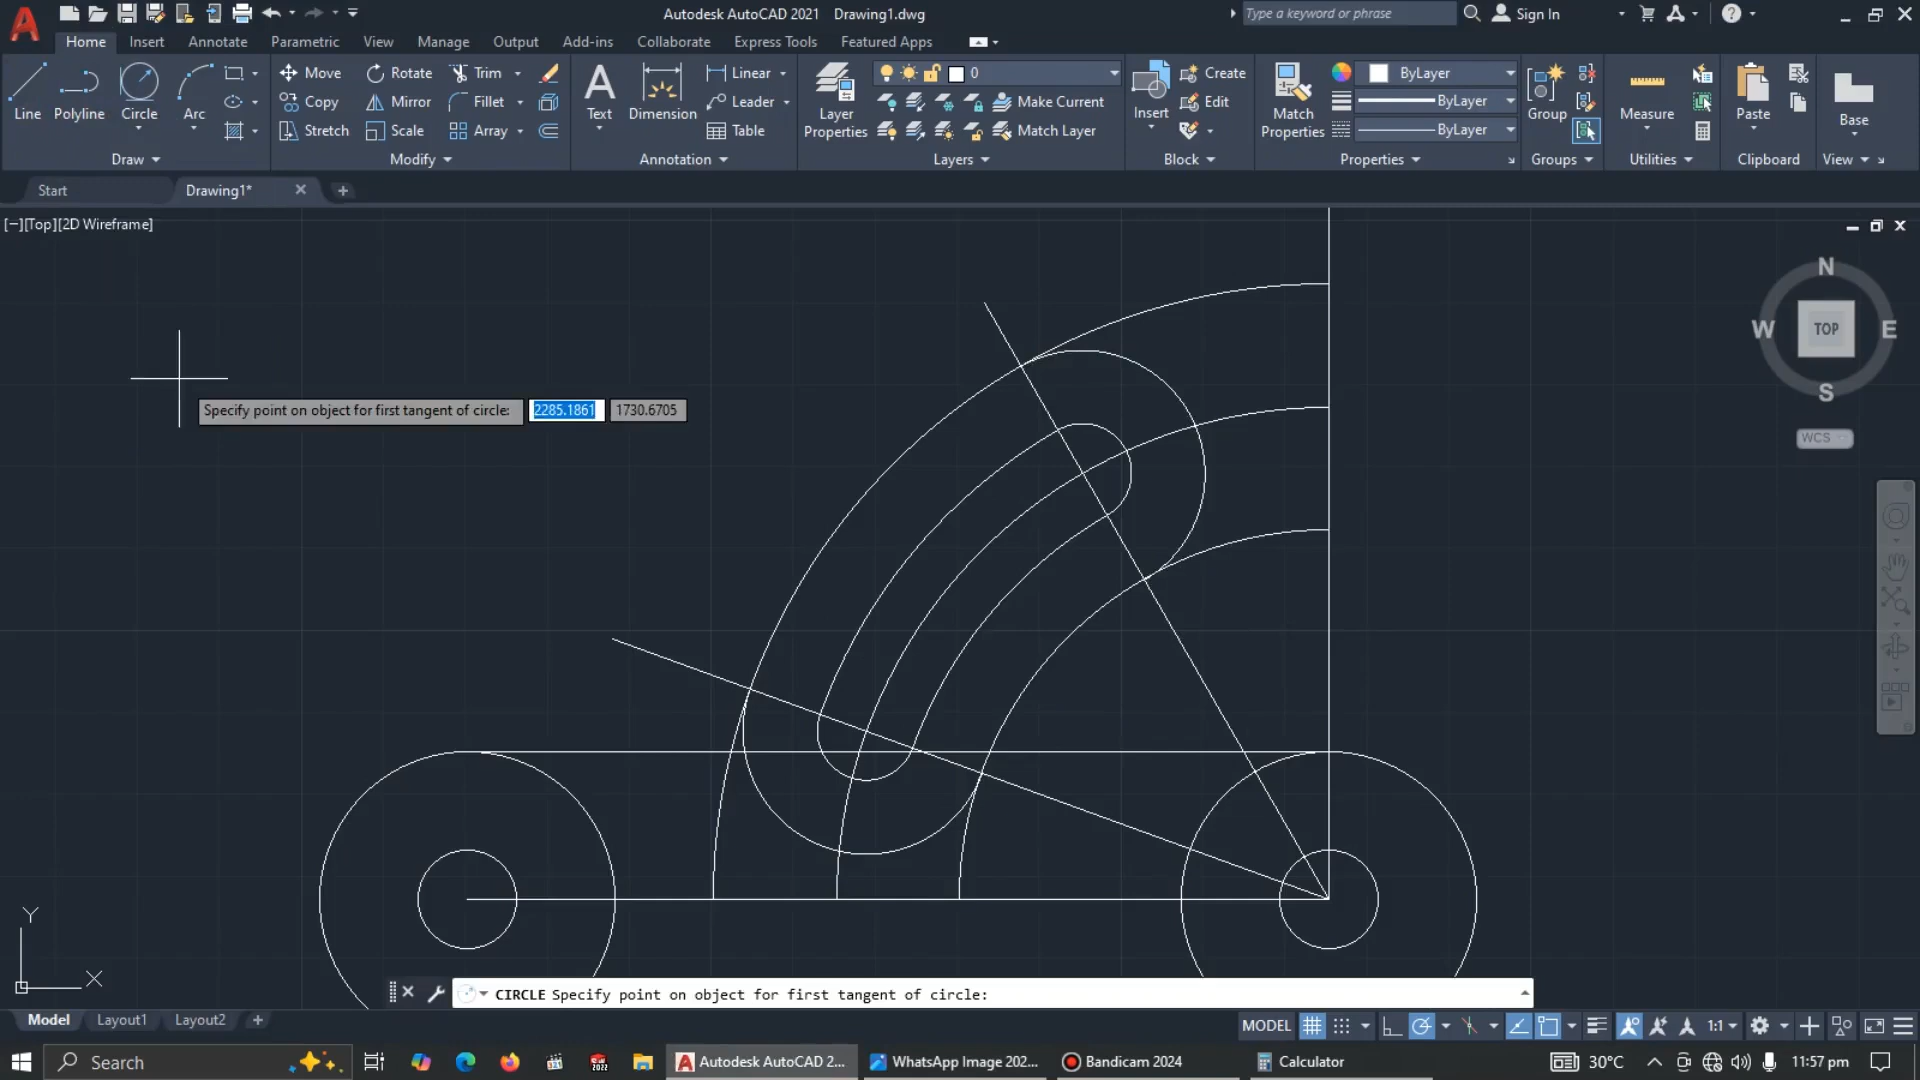 Autodesk AutoCAD 2021 Drawing1.dwg
Type a keyword or phrase
Sign In
Home Insert Annotate Parametric View Manage Output Add-ins Collaborate Express Tools Featured Apps
Line Polyline Circle Arc
Move Rotate Trim
Copy Mirror Fillet
Stretch Scale Array
Text Dimension
Linear
Leader
Table
Layer Properties
0
Make Current
Match Layer
Insert
Create
Edit
Match Properties
ByLayer
ByLayer
ByLayer
Group
Measure
Paste
Base
Draw Modify Annotation Layers Block Properties Groups Utilities Clipboard View
Start Drawing1*
[−][Top][2D Wireframe]
N
W TOP E
S
WCS
Specify point on object for first tangent of circle: 2285.1861 1730.6705
Y
X
CIRCLE Specify point on object for first tangent of circle:
Model Layout1 Layout2
MODEL 1:1
Search
Autodesk AutoCAD 2... WhatsApp Image 202... Bandicam 2024 Calculator
30°C 11:57 pm